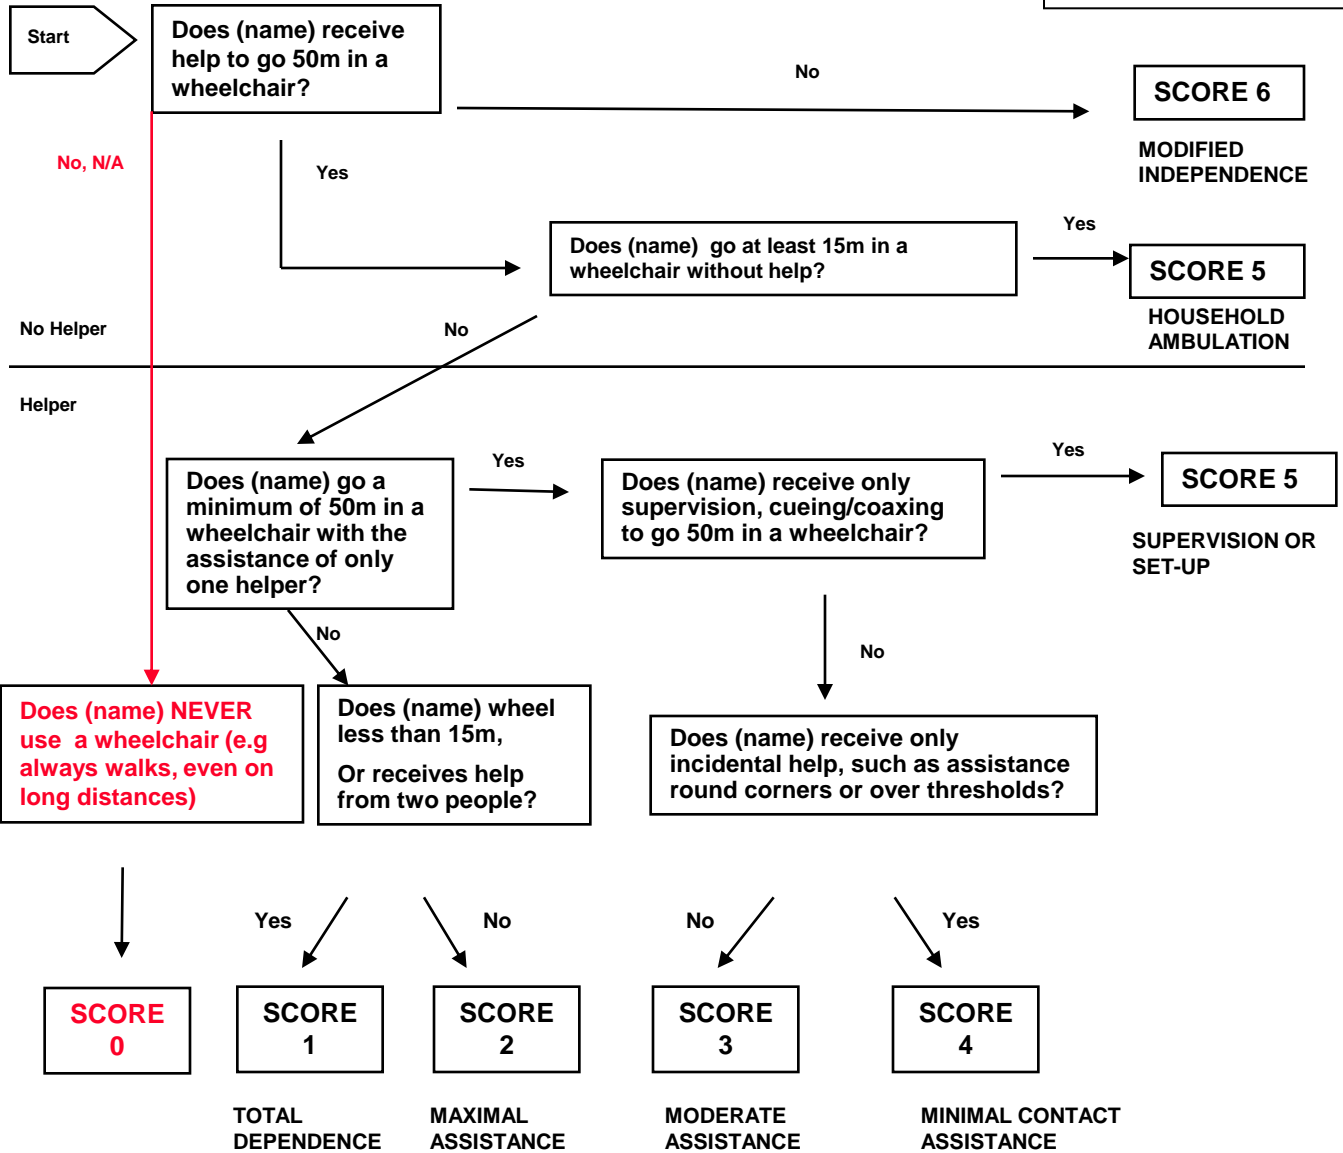 Start
Does (name) receive
help to go 50m in a
wheelchair?
No
SCORE 6
MODIFIED
INDEPENDENCE
No, N/A
Yes
Does (name)  go at least 15m in a
wheelchair without help?
Yes
SCORE 5
HOUSEHOLD
AMBULATION
No Helper
No
Helper
Does (name) go a
minimum of 50m in a
wheelchair with the
assistance of only
one helper?
Yes
Does (name) receive only
supervision, cueing/coaxing
to go 50m in a wheelchair?
Yes
SCORE 5
SUPERVISION OR
SET-UP
No
No
Does (name) NEVER
use  a wheelchair (e.g
always walks, even on
long distances)
Does (name) wheel
less than 15m,
Or receives help
from two people?
Does (name) receive only
incidental help, such as assistance
round corners or over thresholds?
Yes
No
No
Yes
SCORE
0
SCORE
1
SCORE
2
SCORE
3
SCORE
4
TOTAL
DEPENDENCE
MAXIMAL
ASSISTANCE
MODERATE
ASSISTANCE
MINIMAL CONTACT
ASSISTANCE